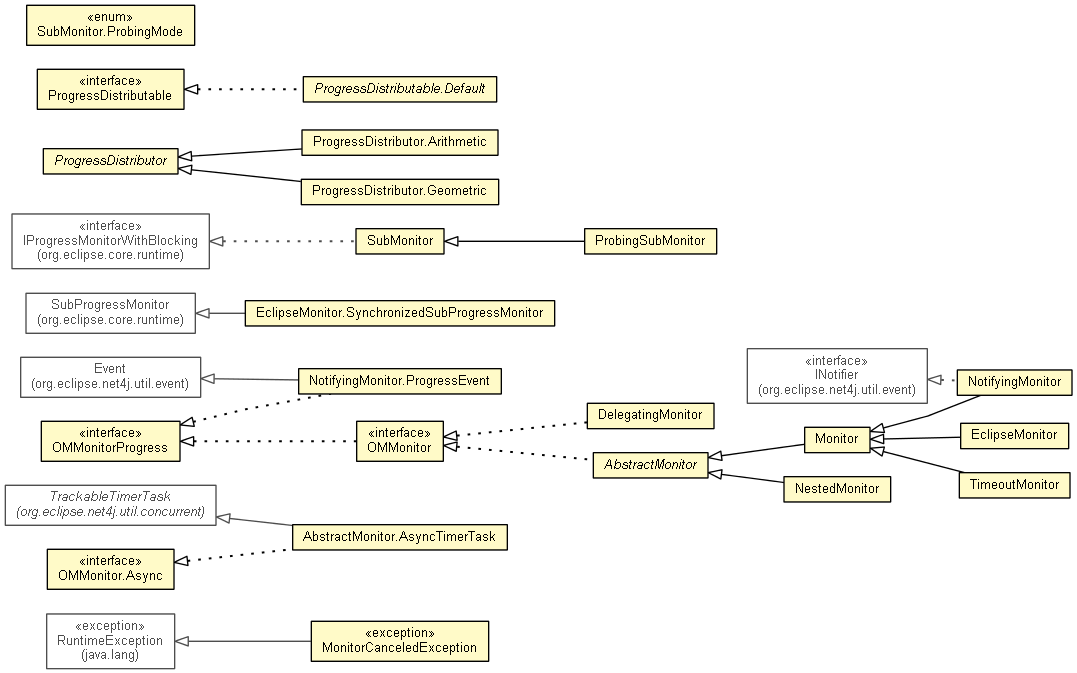 «enum»
SubMonitor.ProbingMode
«interface»
ProgressDistributable
ProgressDistributable.Default
ProgressDistributor
ProgressDistributor.Arithmetic
ProgressDistributor.Geometric
«interface»
IProgressMonitorWithBlocking
(org.eclipse.core.runtime)
SubMonitor
ProbingSubMonitor
SubProgressMonitor
(org.eclipse.core.runtime)
EclipseMonitor.SynchronizedSubProgressMonitor
Event
(org.eclipse.net4j.util.event)
NotifyingMonitor.ProgressEvent
«interface»
INotifier
(org.eclipse.net4j.util.event)
NotifyingMonitor
«interface»
OMMonitorProgress
«interface»
OMMonitor
DelegatingMonitor
AbstractMonitor
Monitor
EclipseMonitor
NestedMonitor
TimeoutMonitor
TrackableTimerTask
(org.eclipse.net4j.util.concurrent)
AbstractMonitor.AsyncTimerTask
«interface»
OMMonitor.Async
«exception»
RuntimeException
(java.lang)
«exception»
MonitorCanceledException